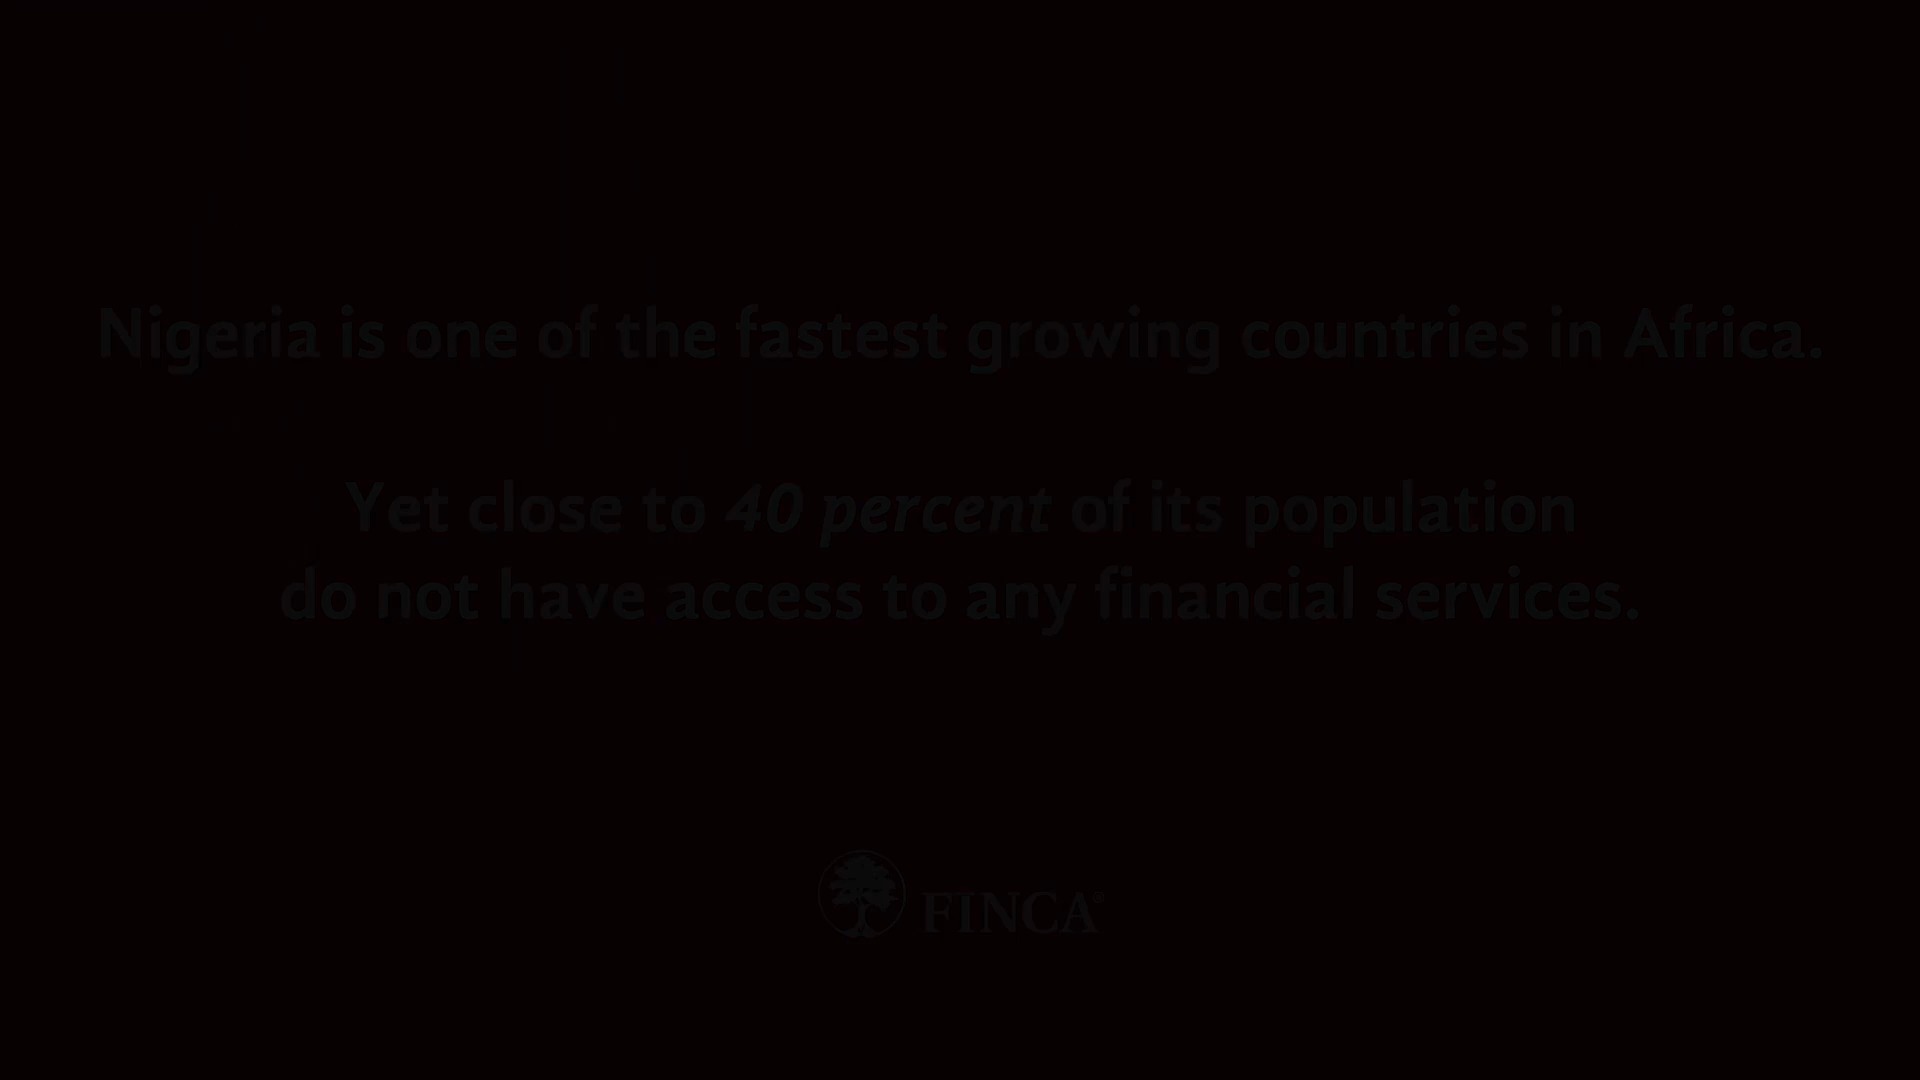 Nigeria is one of the fastest growing countries in Africa.
Yet close to 40 percent of its population
do not have access to any financial services.
FINCA®